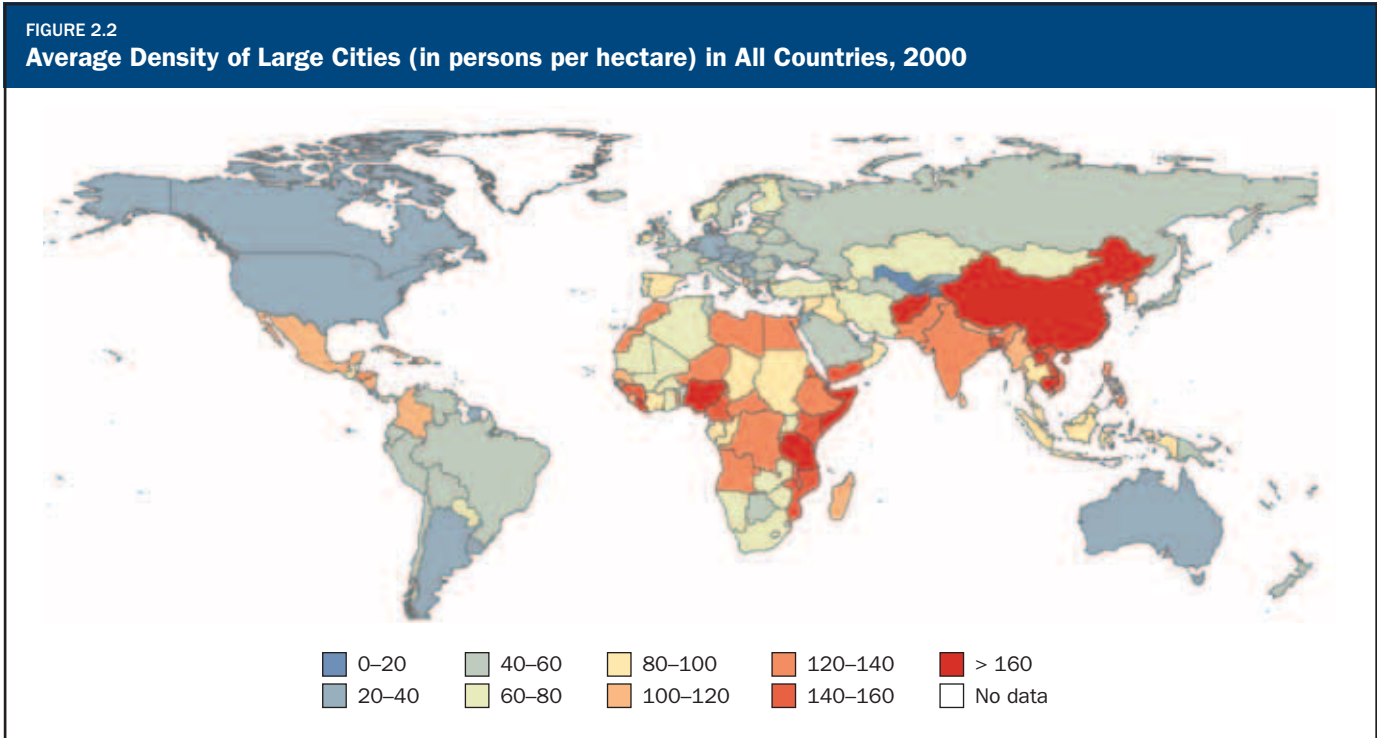 FIGURE 2.2
Average Density of Large Cities (in persons per hectare) in All Countries, 2000
0–20 40–60 80–100 120–140 > 160
20–40 60–80 100–120 140–160 No data